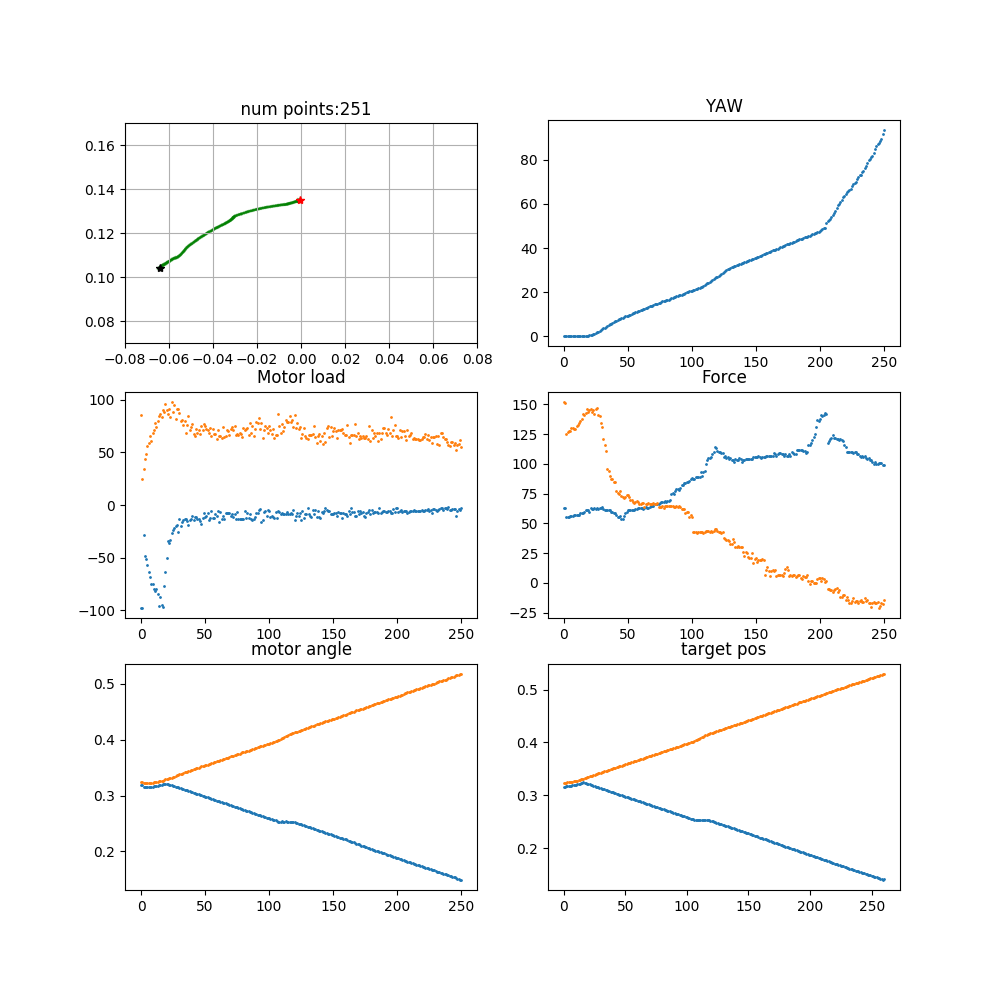 num points:251
YAW
0.16
0.14
0.12
0.10
0.08
−0.08 −0.06 −0.04 −0.02 0.00 0.02 0.04 0.06 0.08
80
60
40
20
0
0 50 100 150 200 250
Motor load
Force
100
50
0
−50
−100
0 50 100 150 200 250
150
125
100
75
50
25
0
−25
0 50 100 150 200 250
motor angle
target pos
0.5
0.4
0.3
0.2
0 50 100 150 200 250
0.5
0.4
0.3
0.2
0 50 100 150 200 250